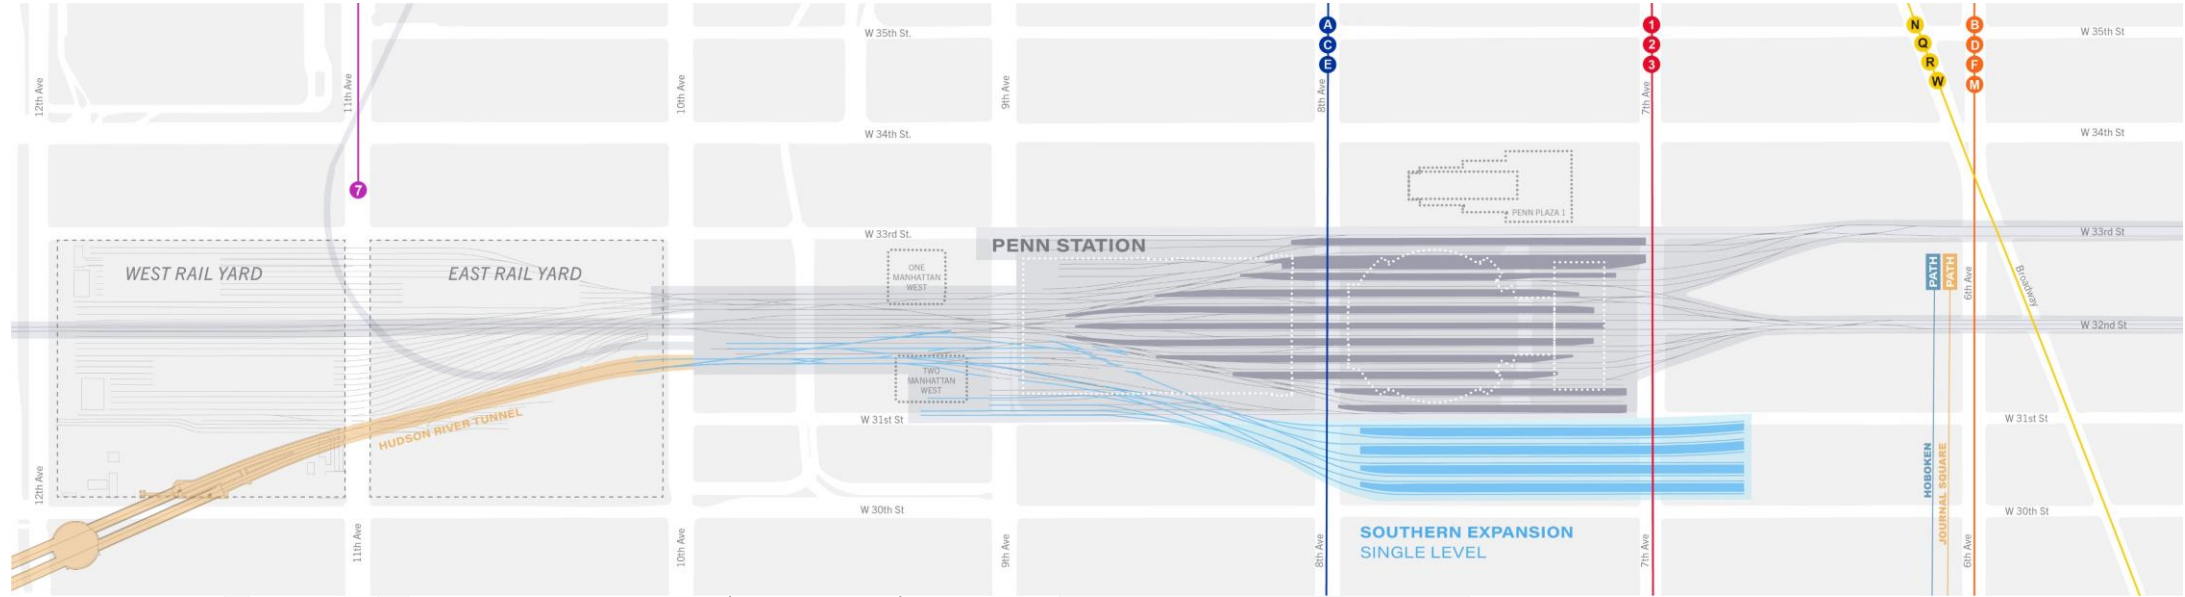 A
C
E
1
2
3
N
Q
R
W
B
D
F
M
W 35th St.
W 35th St
12th Ave
11th Ave
10th Ave
9th Ave
8th Ave
7th Ave
W 34th St.
W 34th St
7
PENN PLAZA 1
W 33rd St.
W 33rd St
PENN STATION
WEST RAIL YARD
EAST RAIL YARD
ONE
MANHATTAN
WEST
PATH
PATH
6th Ave
Broadway
W 32nd St
TWO
MANHATTAN
WEST
HUDSON RIVER TUNNEL
W 31st St
W 31st St
12th Ave
HOBOKEN
JOURNAL SQUARE
W 30th St
W 30th St
11th Ave
10th Ave
9th Ave
8th Ave
SOUTHERN EXPANSION
SINGLE LEVEL
7th Ave
6th Ave